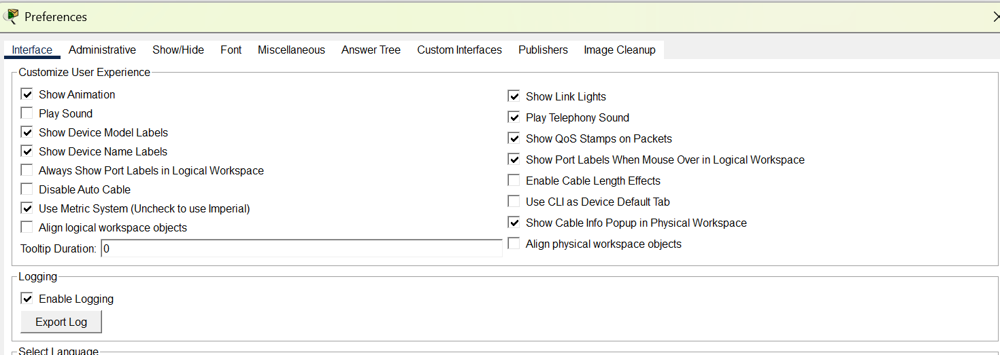 Preferences
Interface Administrative Show/Hide Font Miscellaneous Answer Tree Custom Interfaces Publishers Image Cleanup
Customize User Experience
Show Animation
Play Sound
Show Device Model Labels
Show Device Name Labels
Always Show Port Labels in Logical Workspace
Disable Auto Cable
Use Metric System (Uncheck to use Imperial)
Align logical workspace objects
Tooltip Duration: 0
Show Link Lights
Play Telephony Sound
Show QoS Stamps on Packets
Show Port Labels When Mouse Over in Logical Workspace
Enable Cable Length Effects
Use CLI as Device Default Tab
Show Cable Info Popup in Physical Workspace
Align physical workspace objects
Logging
Enable Logging
Export Log
Select Language